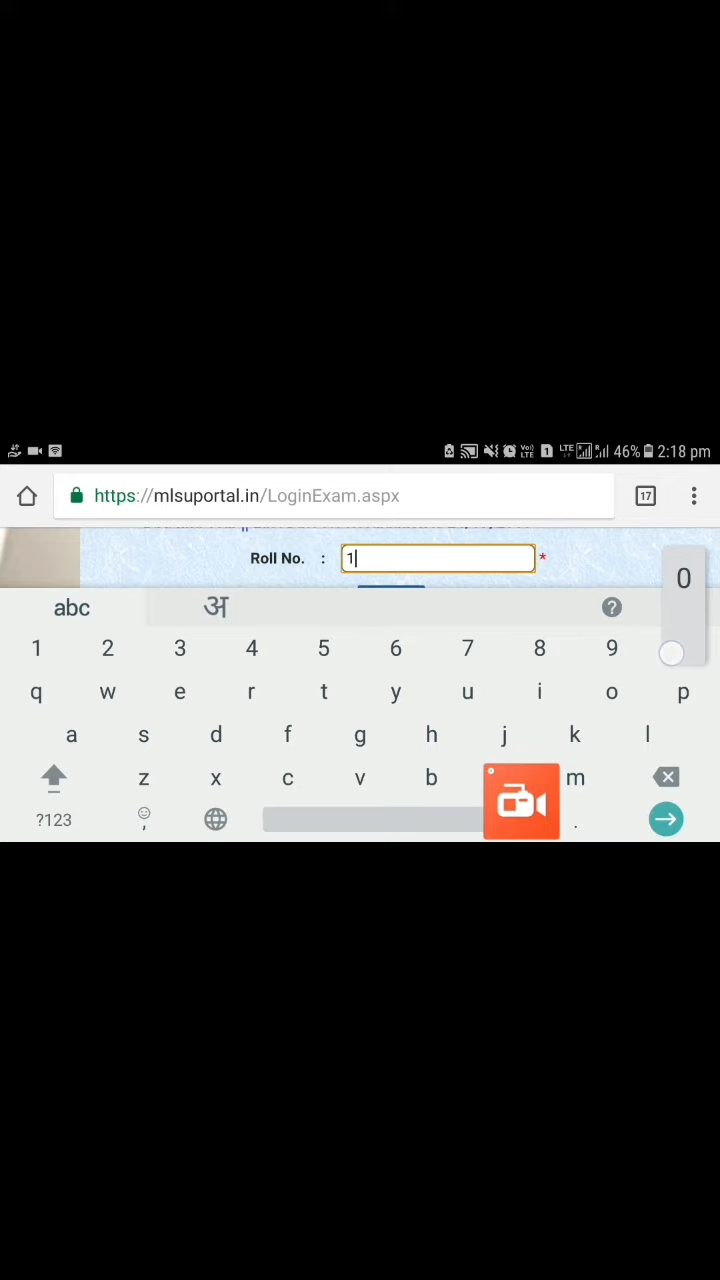 46% 2:18 pm
https://mlsuportal.in/LoginExam.aspx 17
Roll No. : 1 *
0
abc अ ?
1 2 3 4 5 6 7 8 9
q w e r t y u i o p
a s d f g h j k l
z x c v b m
?123 , .